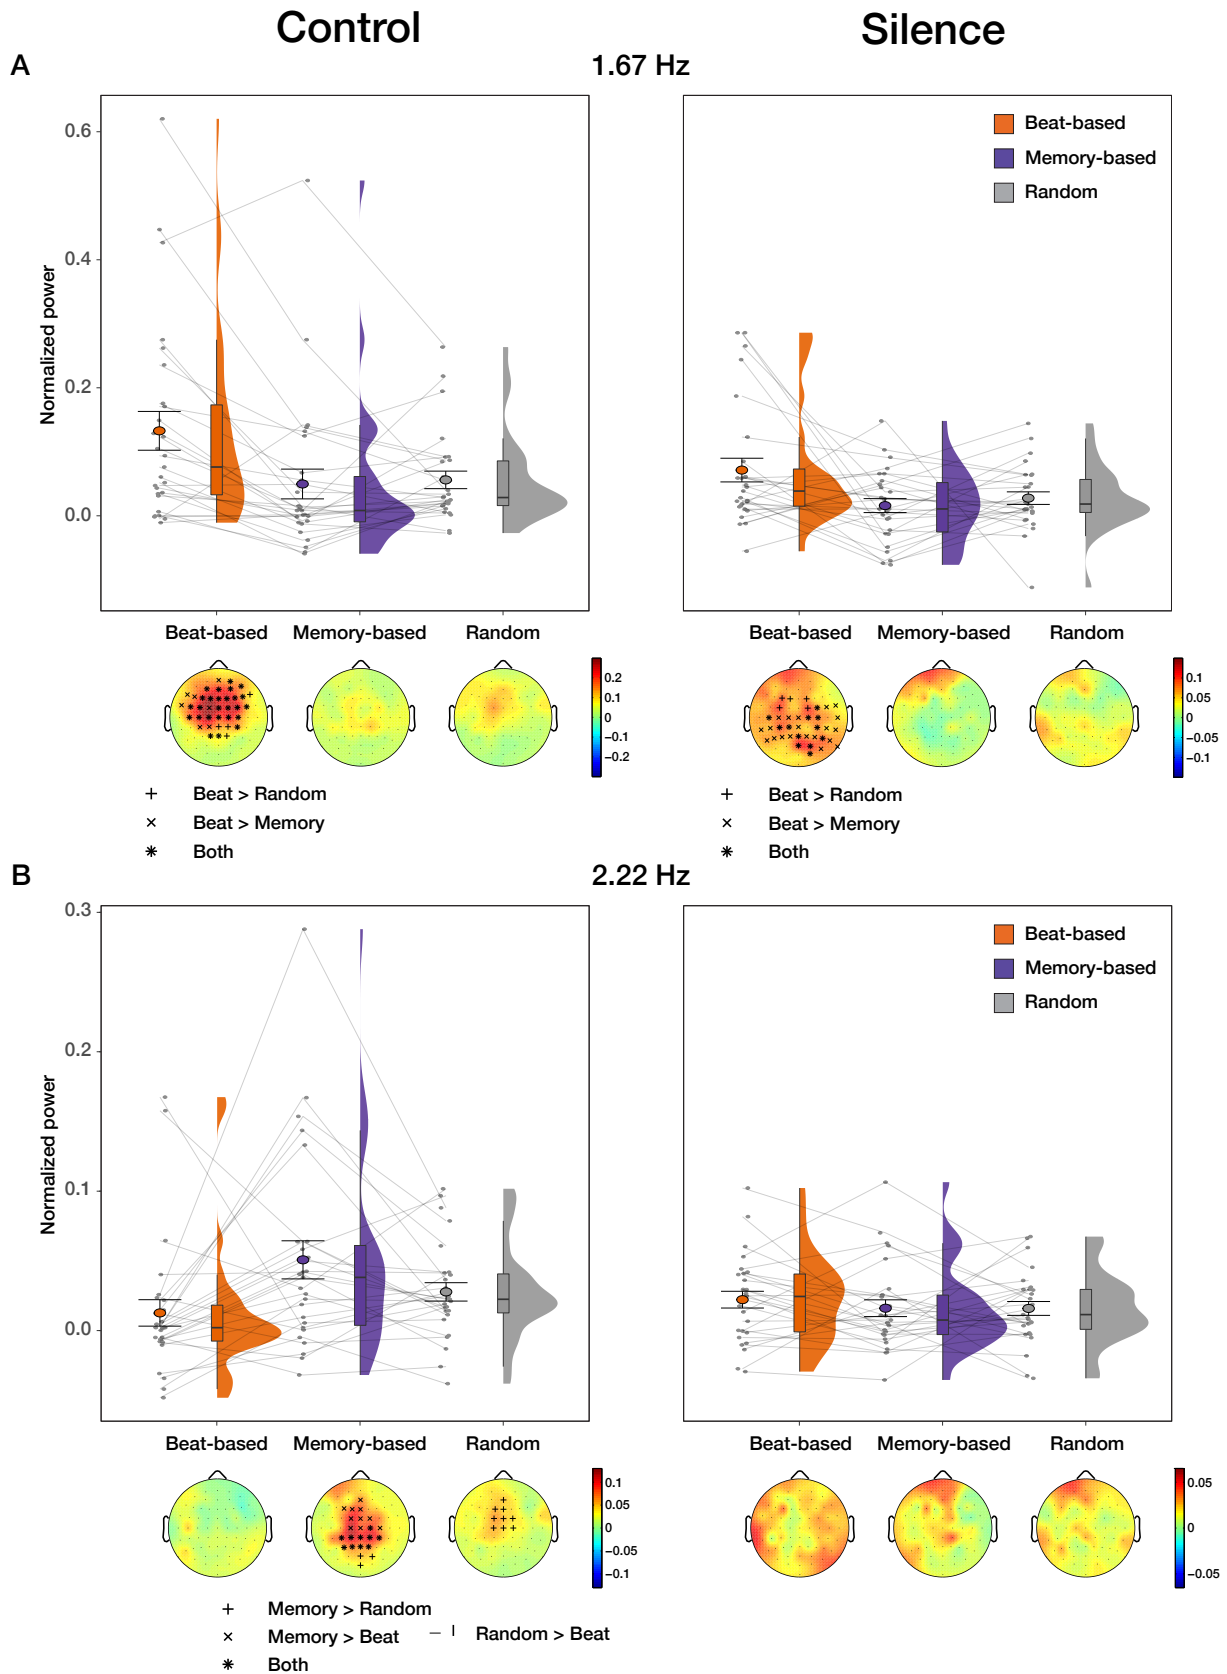 Control Silence
A 1.67 Hz
Normalized power
0.6
0.4
0.2
0.0
Beat-based
Memory-based
Random
Beat-based Memory-based Random Beat-based Memory-based Random
0.2
0.1
0
−0.1
−0.2
0.1
0.05
0
−0.05
−0.1
+ Beat > Random
× Beat > Memory
* Both
+ Beat > Random
× Beat > Memory
* Both
B 2.22 Hz
Normalized power
0.3
0.2
0.1
0.0
Beat-based
Memory-based
Random
Beat-based Memory-based Random Beat-based Memory-based Random
0.1
0.05
0
−0.05
−0.1
0.05
0
−0.05
+ Memory > Random
× Memory > Beat
* Both
– ı Random > Beat